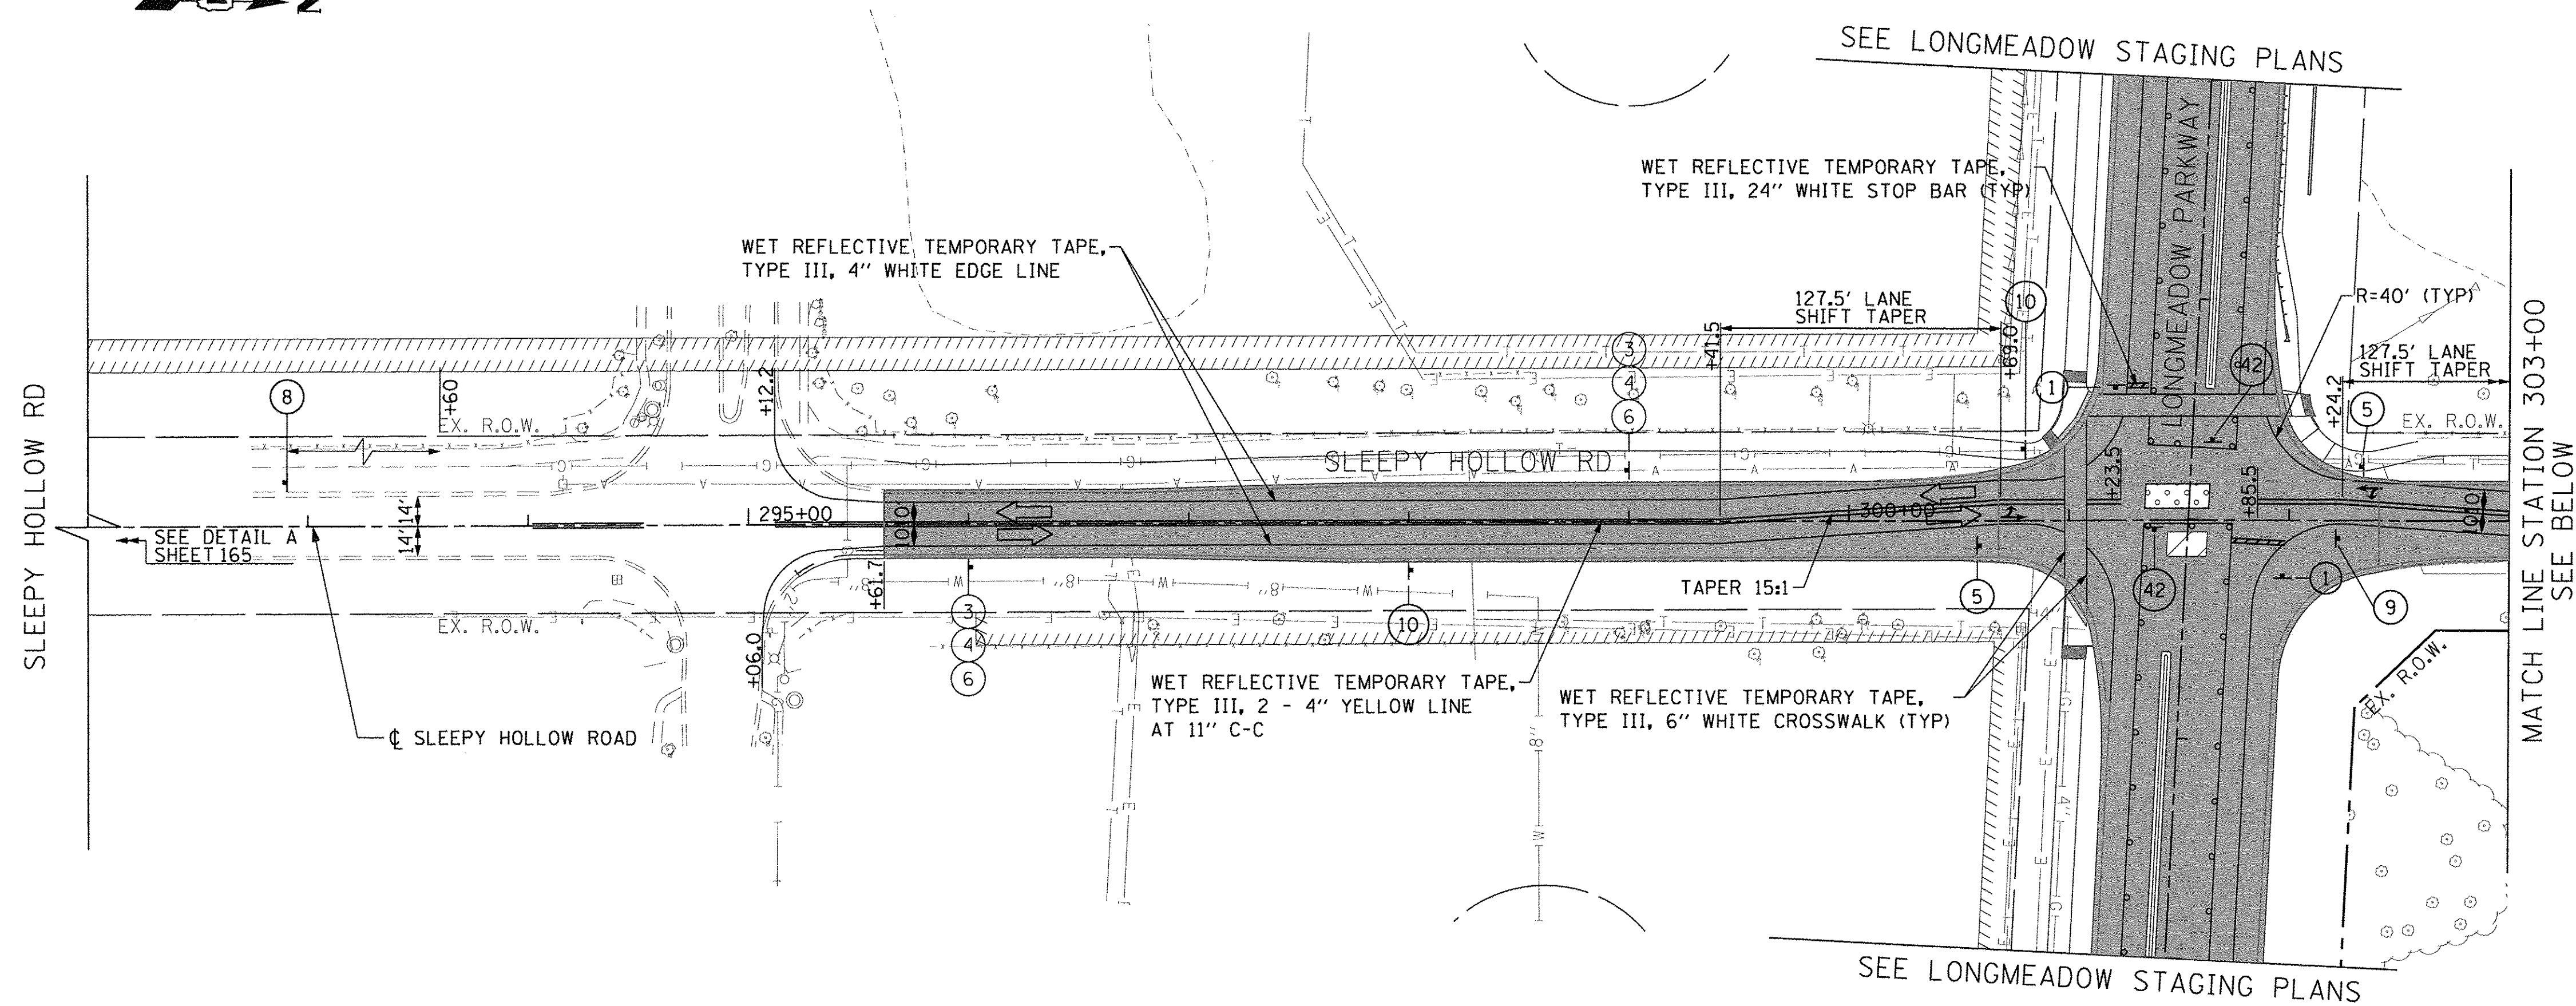 SEE LONGMEADOW STAGING PLANS
WET REFLECTIVE TEMPORARY TAPE,
TYPE III, 24" WHITE STOP BAR (TYP)
LONGMEADOW PARKWAY
WET REFLECTIVE TEMPORARY TAPE,
TYPE III, 4" WHITE EDGE LINE
127.5' LANE
SHIFT TAPER
10
R=40' (TYP)
127.5' LANE
SHIFT TAPER
42
+41.5
+69.0
3
4
6
1
5
+24.2
8
+60
+12.2
EX. R.O.W.
EX. R.O.W.
SLEEPY HOLLOW RD
SLEEPY HOLLOW RD
+23.5
+85.5
295+00
300+00
14' 14'
10' 10'
10' 10'
SEE DETAIL A
SHEET 165
+61.7
TAPER 15:1
3
4
6
10
5
42
1
9
EX. R.O.W.
+06.0
EX. R.O.W.
WET REFLECTIVE TEMPORARY TAPE,
TYPE III, 2 - 4" YELLOW LINE
AT 11" C-C
WET REFLECTIVE TEMPORARY TAPE,
TYPE III, 6" WHITE CROSSWALK (TYP)
℄ SLEEPY HOLLOW ROAD
MATCH LINE STATION 303+00
SEE BELOW
SEE LONGMEADOW STAGING PLANS